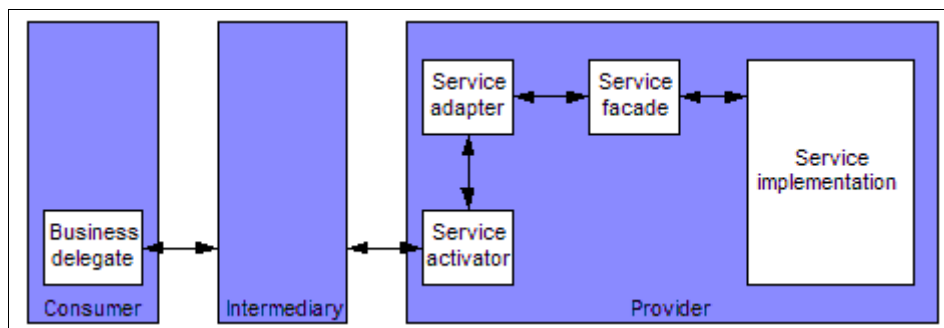 Service
adapter
Service
facade
Service
implementation
Business
delegate
Service
activator
Consumer
Intermediary
Provider